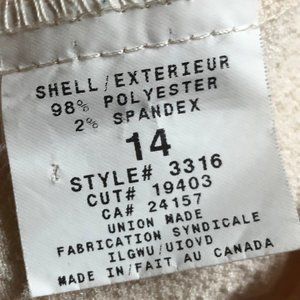 SHELL/EXTERIEUR
98% POLYESTER
2% SPANDEX
14
STYLE# 3316
CUT# 19403
CA# 24157
UNION MADE
FABRICATION SYNDICALE
ILGWU/UIOVD
MADE IN/FAIT AU CANADA